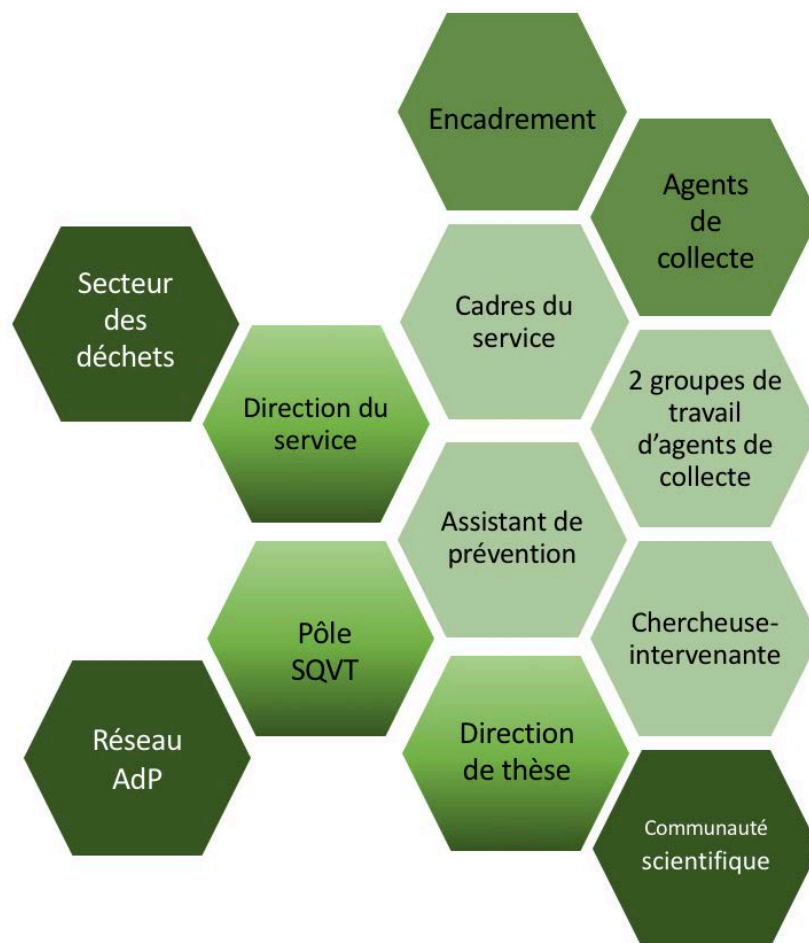 Encadrement
Agents
de
collecte
Secteur
des
déchets
Cadres du
service
Direction du
service
2 groupes de
travail
d'agents de
collecte
Assistant de
prévention
Pôle
SQVT
Chercheuse-
intervenante
Réseau
AdP
Direction
de thèse
Communauté
scientifique